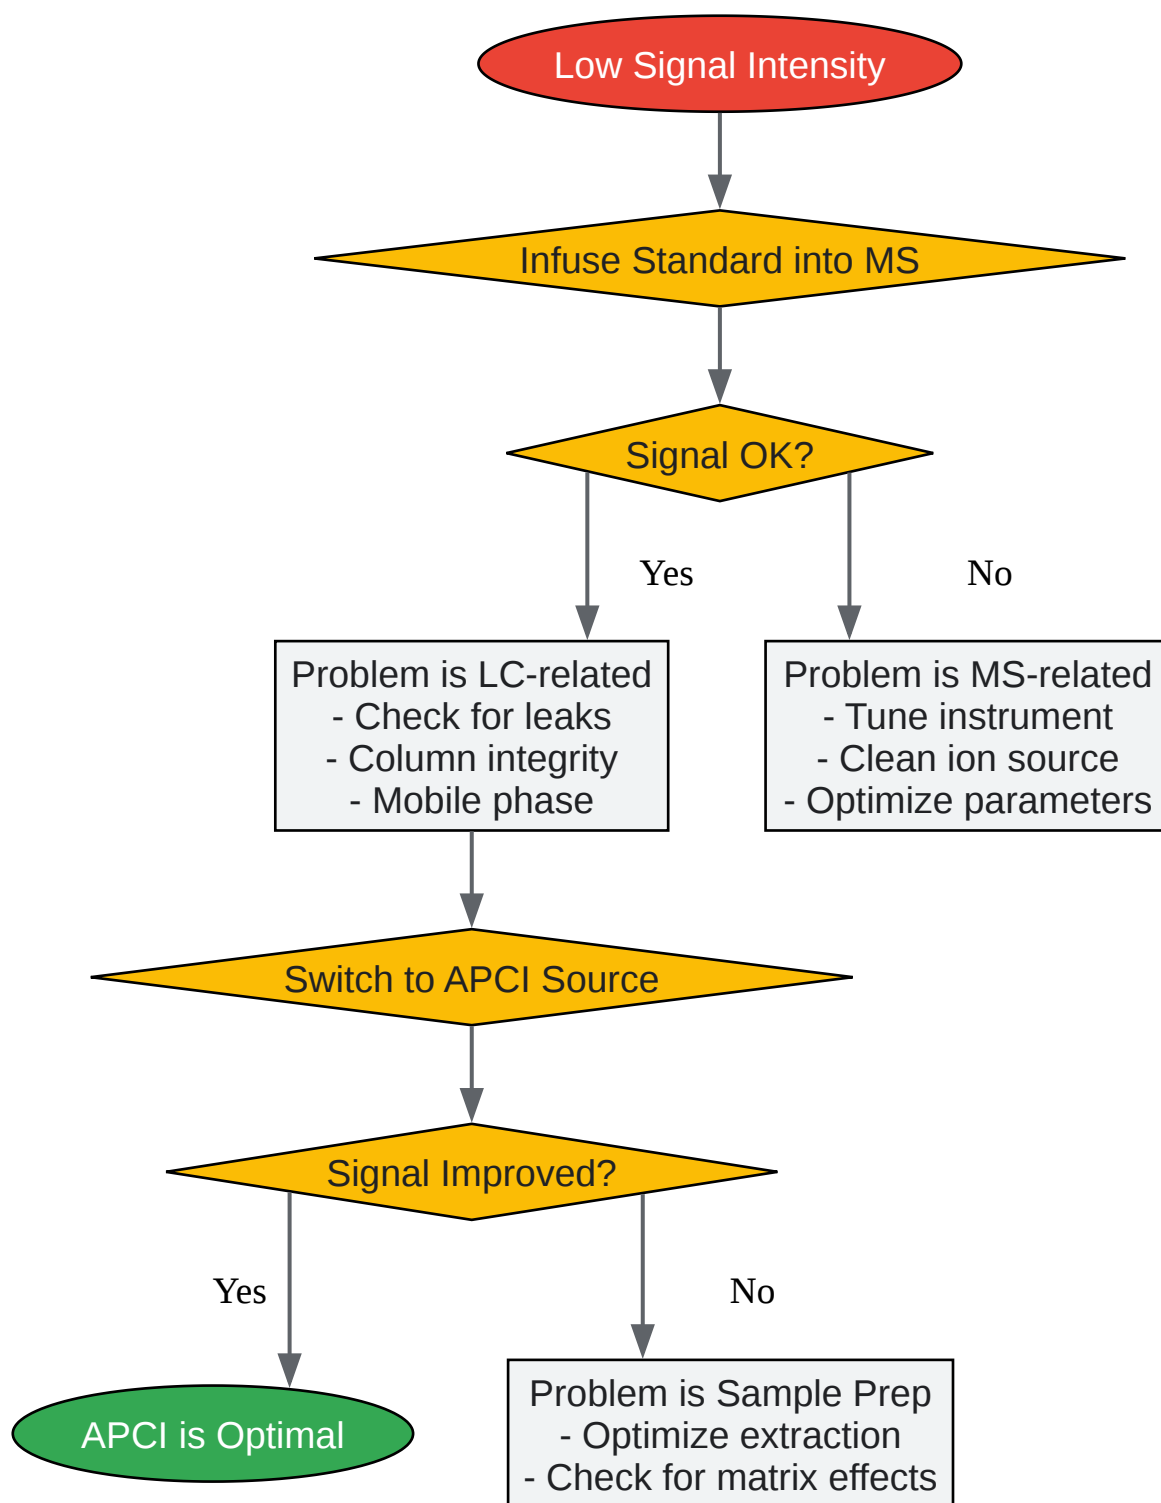 Low Signal Intensity
Infuse Standard into MS
Signal OK?
Yes
No
Problem is LC-related
- Check for leaks
- Column integrity
- Mobile phase
Problem is MS-related
- Tune instrument
- Clean ion source
- Optimize parameters
Switch to APCI Source
Signal Improved?
Yes
No
APCI is Optimal
Problem is Sample Prep
- Optimize extraction
- Check for matrix effects